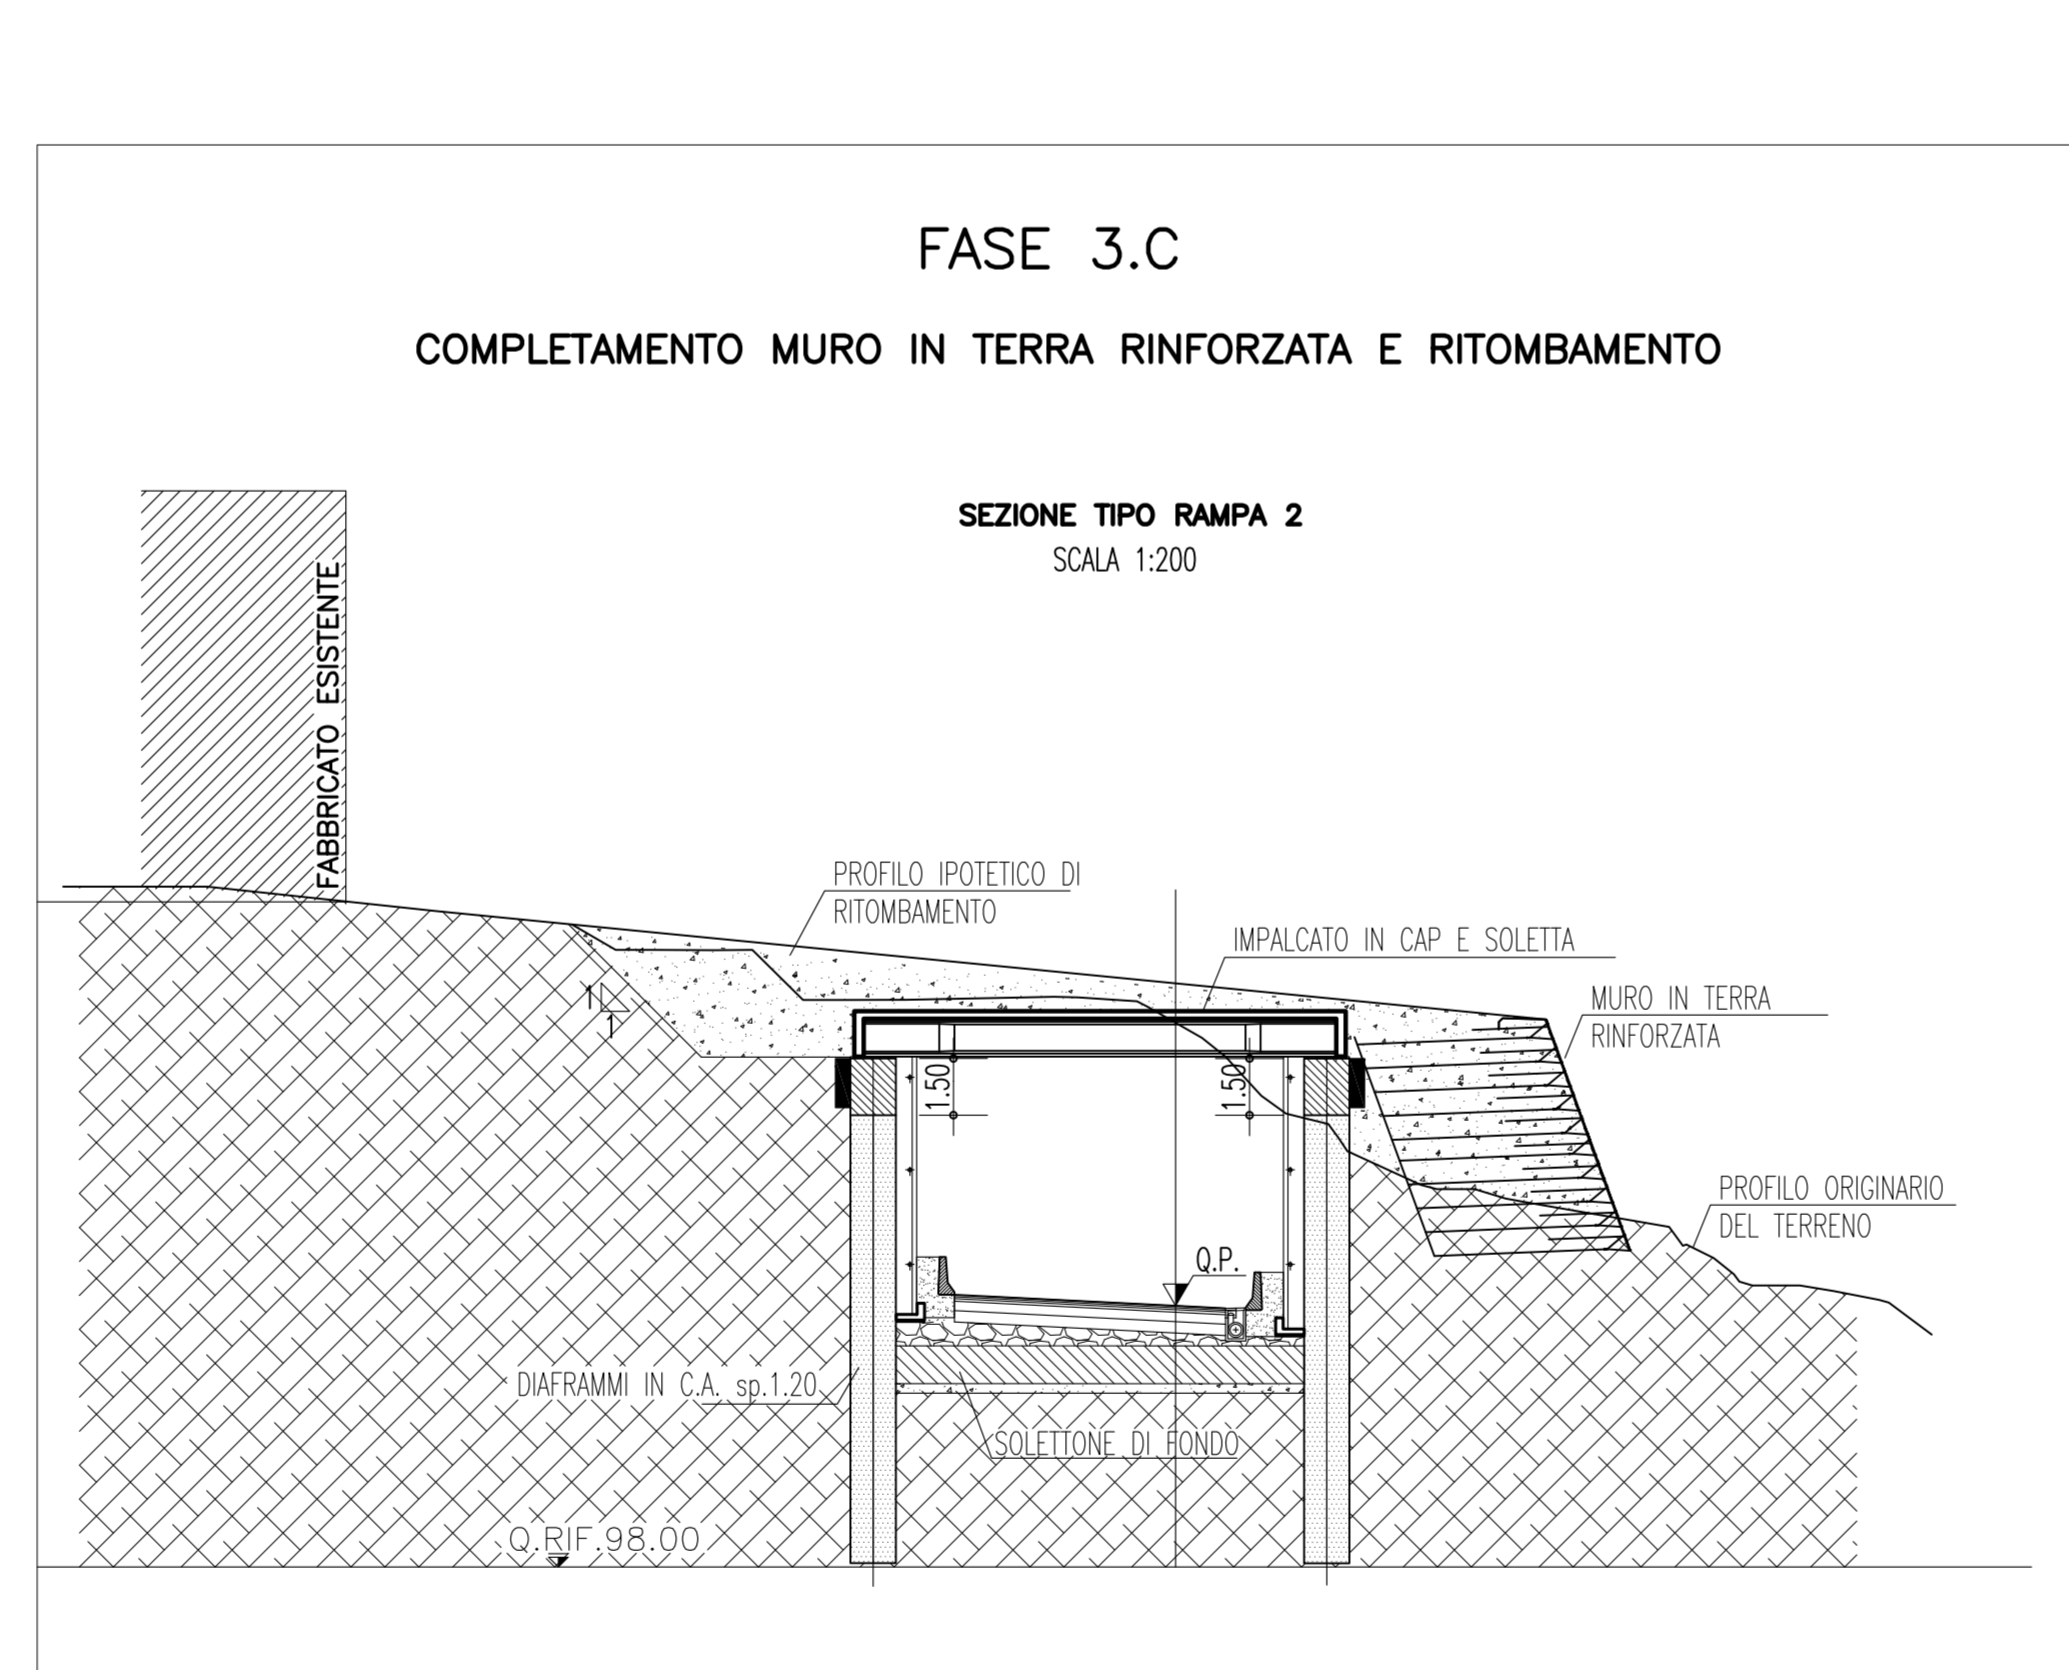 FASE 3.C
COMPLETAMENTO MURO IN TERRA RINFORZATA E RITOMBAMENTO
SEZIONE TIPO RAMPA 2
SCALA 1:200
FABBRICATO ESISTENTE
PROFILO IPOTETICO DI
RITOMBAMENTO
IMPALCATO IN CAP E SOLETTA
MURO IN TERRA
RINFORZATA
1
1
1.50
1.50
PROFILO ORIGINARIO
DEL TERRENO
Q.P.
DIAFRAMMI IN C.A. sp.1.20
SOLETTONE DI FONDO
Q.RIF.98.00